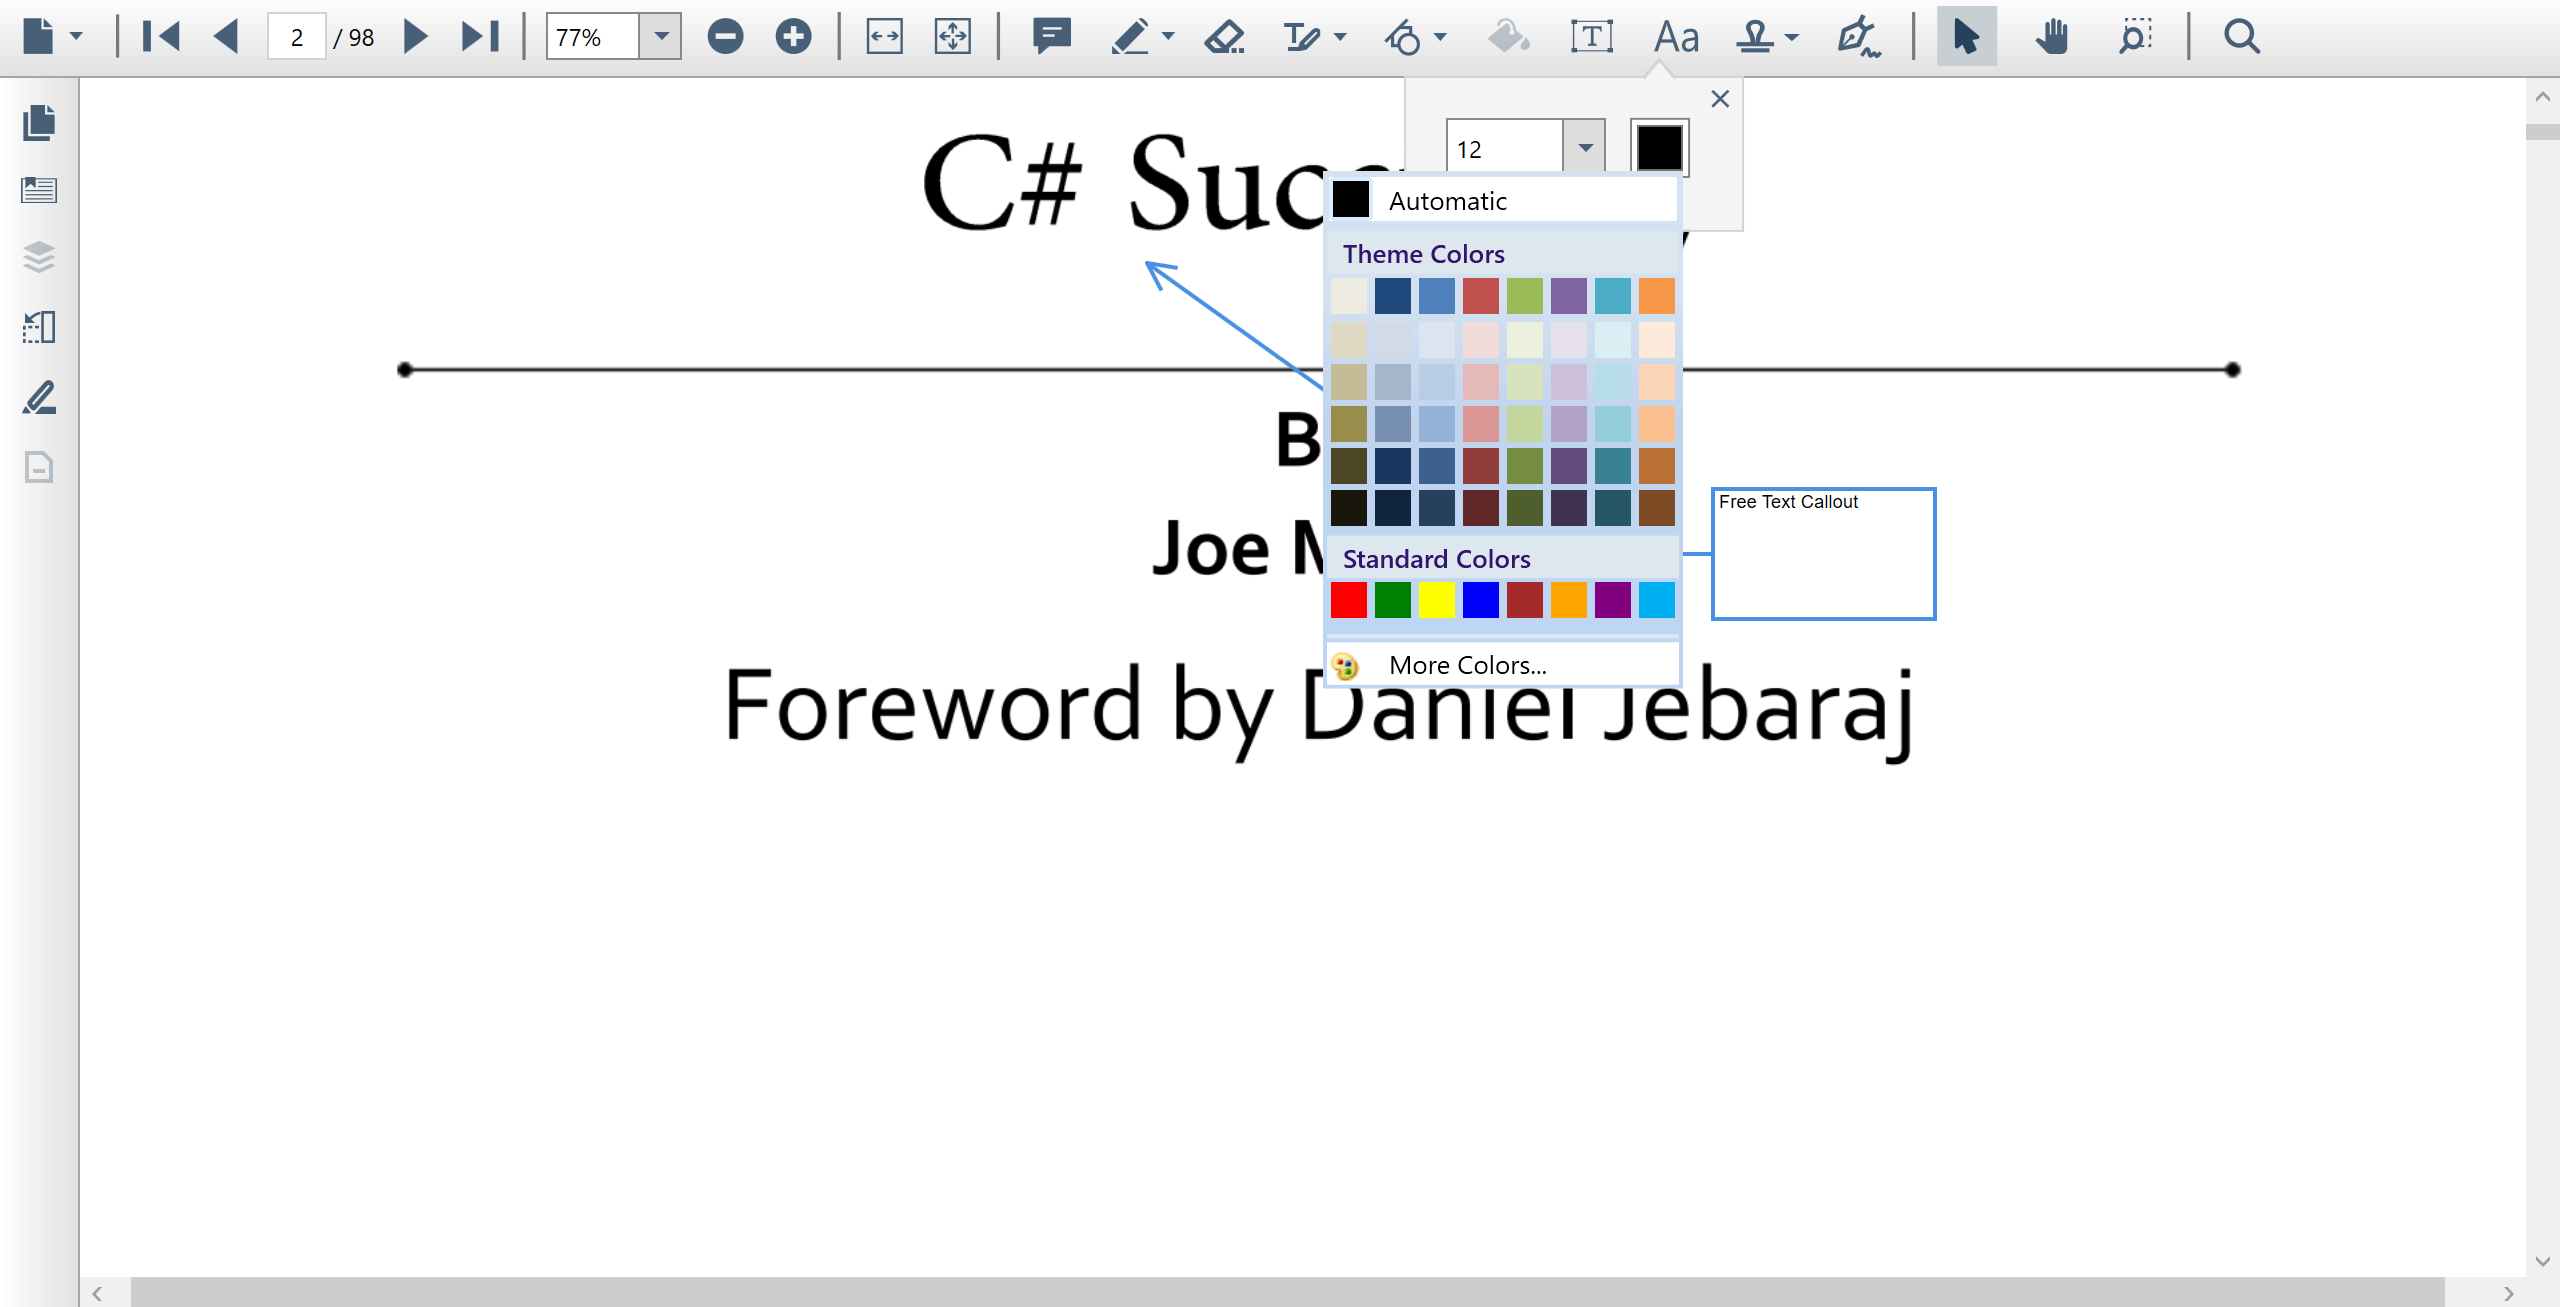 2 / 98 77% T Aa
12
C# Succ
Automatic
Theme Colors
B
Joe M
Free Text Callout
Standard Colors
More Colors...
Foreword by Daniel Jebaraj